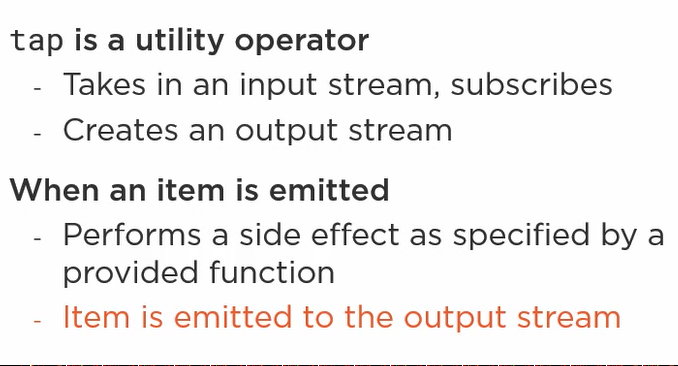 tap is a utility operator
- Takes in an input stream, subscribes
- Creates an output stream
When an item is emitted
- Performs a side effect as specified by a
provided function
- Item is emitted to the output stream